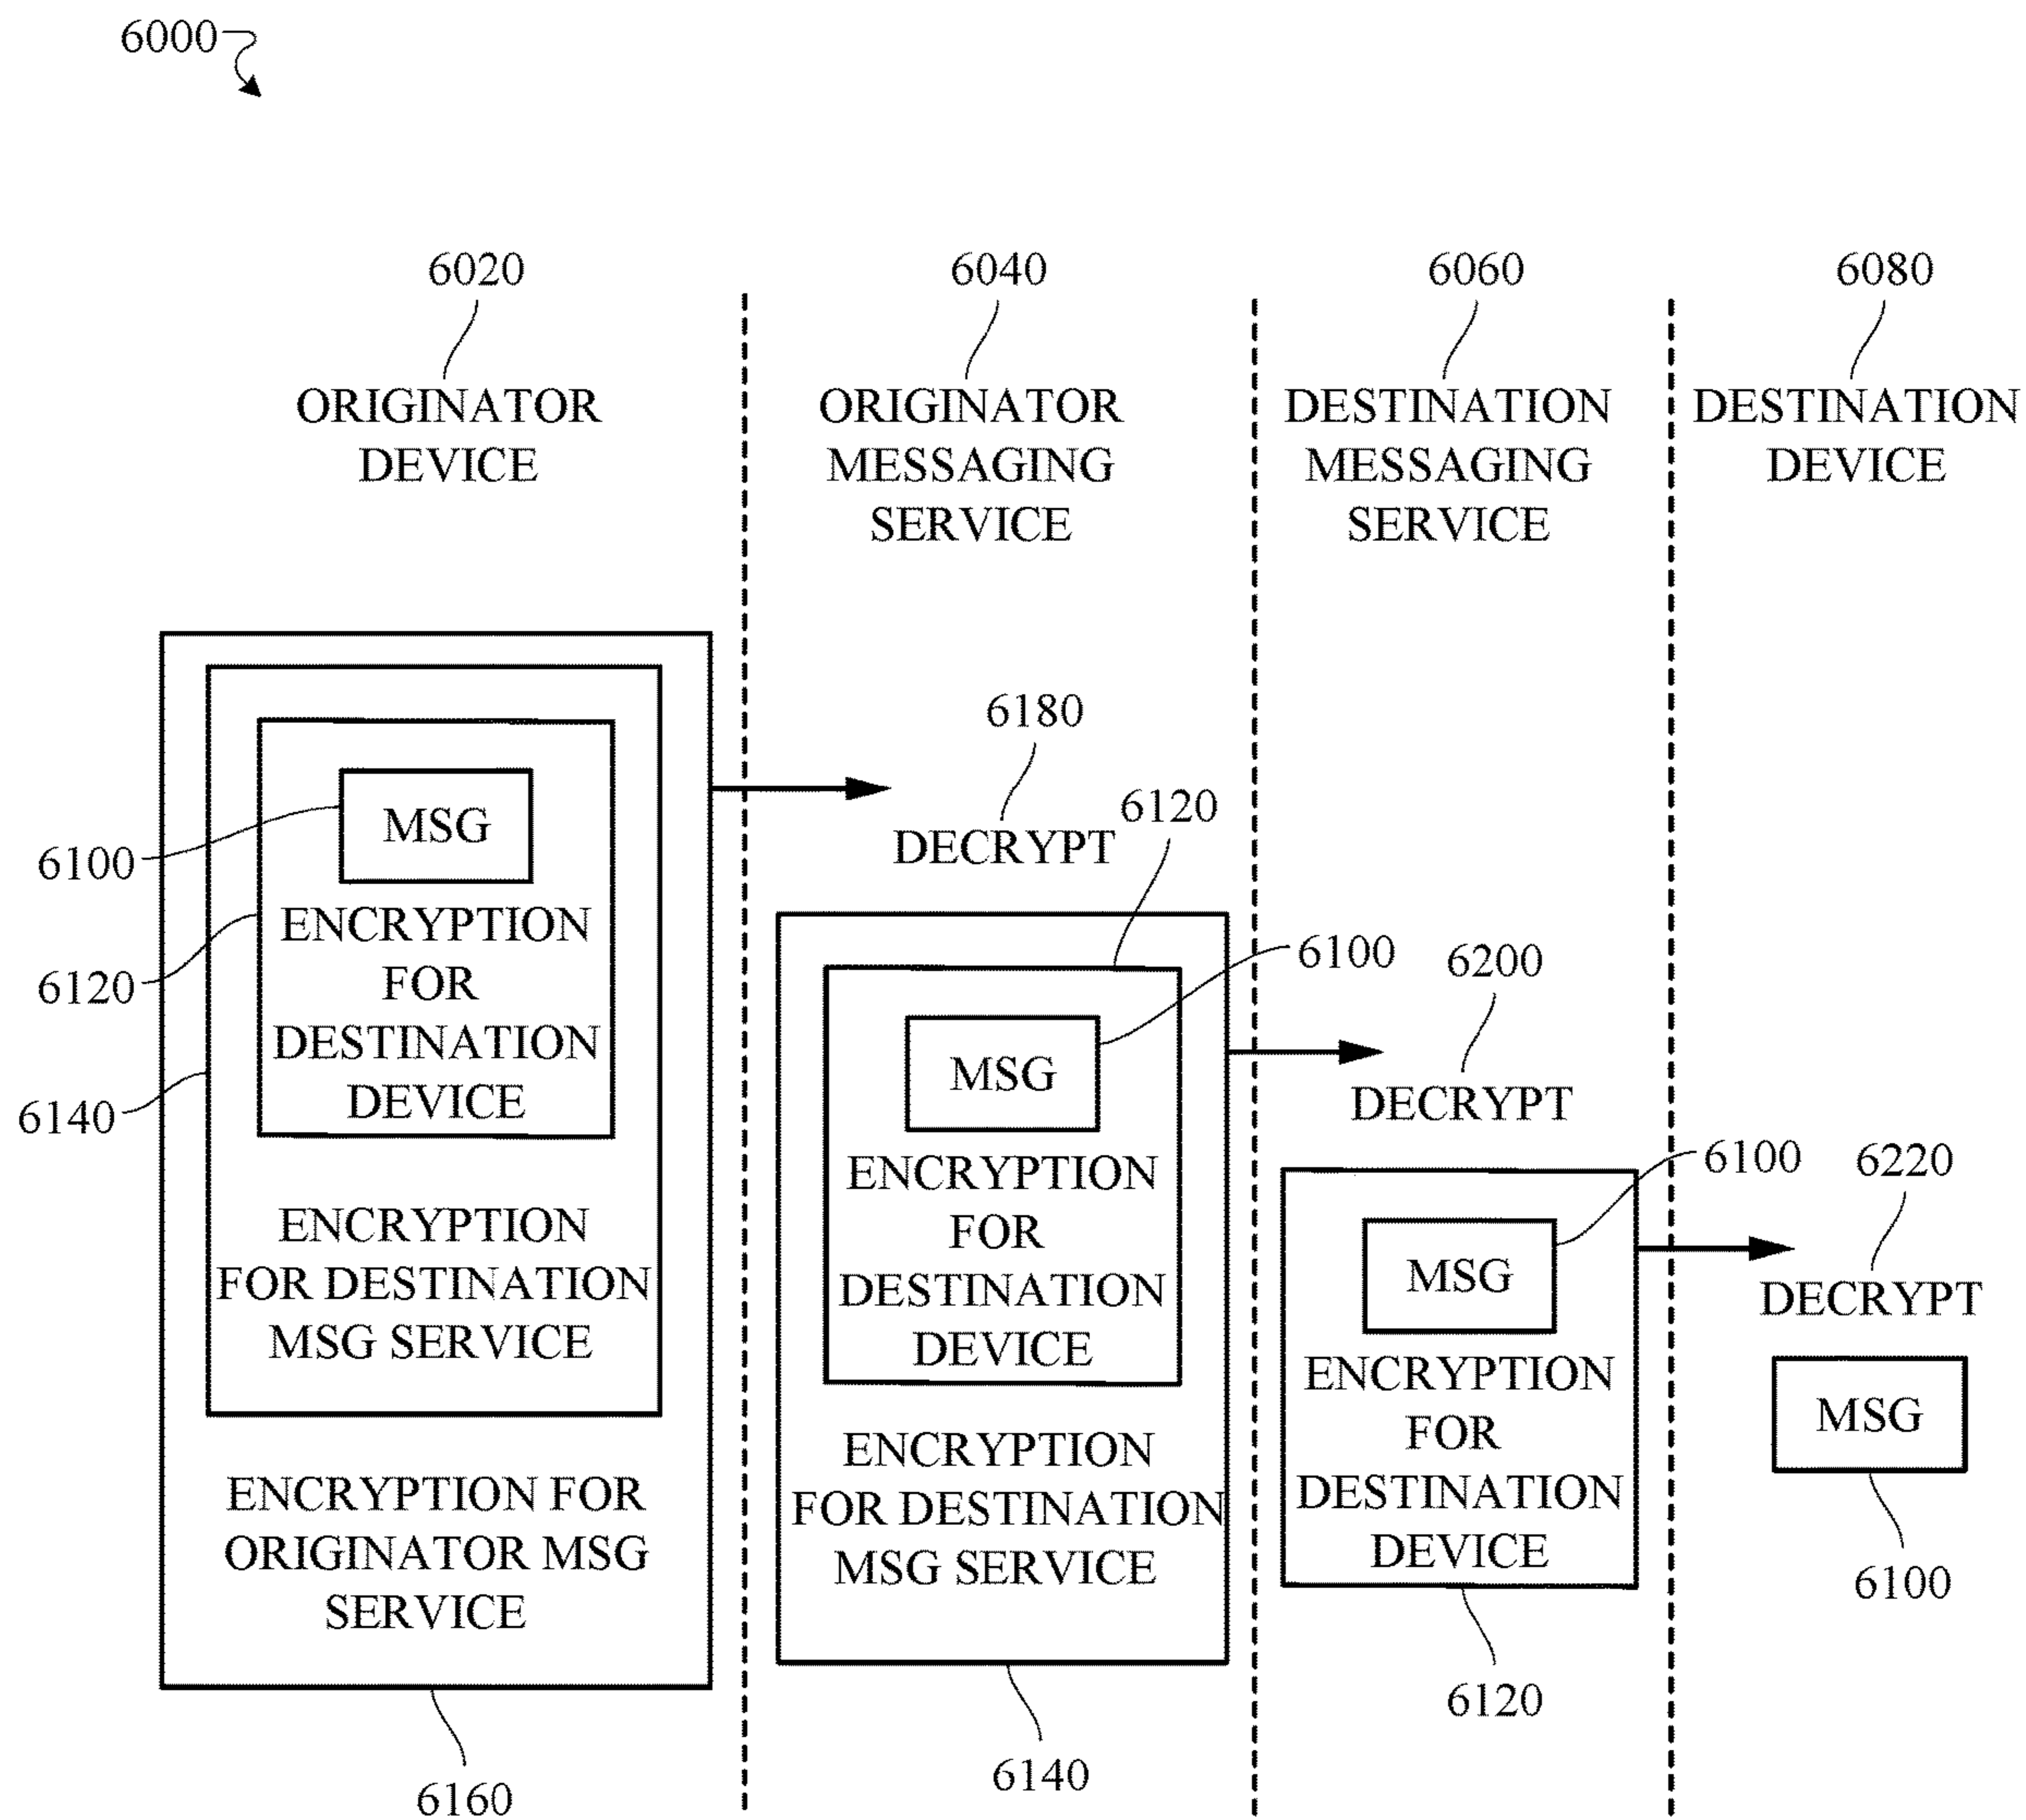 6000
6020
6040
6060
6080
ORIGINATOR
DEVICE
ORIGINATOR
MESSAGING
SERVICE
DESTINATION
MESSAGING
SERVICE
DESTINATION
DEVICE
MSG
6100
ENCRYPTION
FOR
DESTINATION
DEVICE
6120
6140
ENCRYPTION
FOR DESTINATION
MSG SERVICE
ENCRYPTION FOR
ORIGINATOR MSG
SERVICE
6160
6180
DECRYPT
6120
6100
MSG
ENCRYPTION
FOR
DESTINATION
DEVICE
ENCRYPTION
FOR DESTINATION
MSG SERVICE
6140
6200
DECRYPT
6100
MSG
ENCRYPTION
FOR
DESTINATION
DEVICE
6120
6220
DECRYPT
MSG
6100